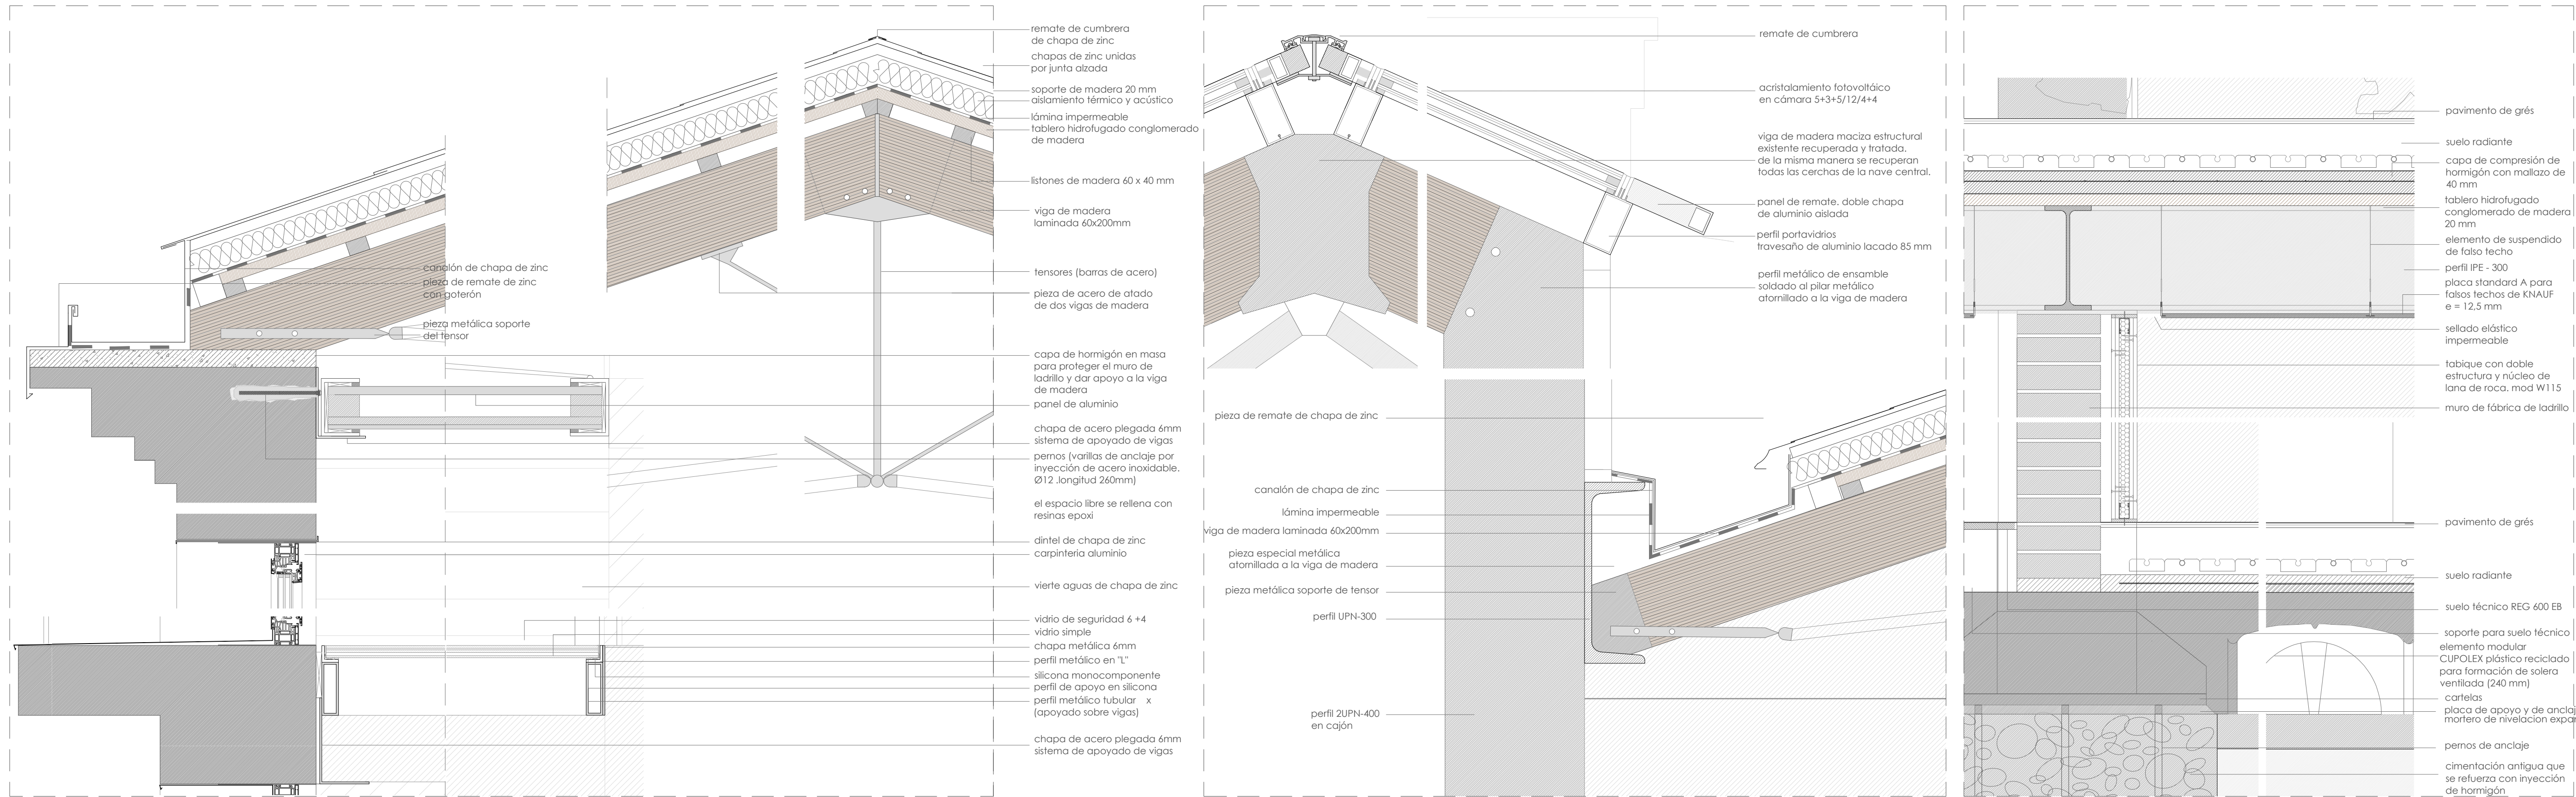 remate de cumbrera
de chapa de zinc
chapas de zinc unidas
por junta alzada
soporte de madera 20 mm
aislamiento térmico y acústico
lámina impermeable
tablero hidrofugado conglomerado
de madera
listones de madera 60 x 40 mm
viga de madera
laminada 60x200mm
canalón de chapa de zinc
pieza de remate de zinc
con goterón
tensores (barras de acero)
pieza de acero de atado
de dos vigas de madera
pieza metálica soporte
del tensor
capa de hormigón en masa
para proteger el muro de
ladrillo y dar apoyo a la viga
de madera
panel de aluminio
chapa de acero plegada 6mm
sistema de apoyado de vigas
pernos (varillas de anclaje por
inyección de acero inoxidable.
Ø12 .longitud 260mm)
el espacio libre se rellena con
resinas epoxi
dintel de chapa de zinc
carpinteria aluminio
vierte aguas de chapa de zinc
vidrio de seguridad 6 +4
vidrio simple
chapa metálica 6mm
perfil metálico en "L"
silicona monocomponente
perfil de apoyo en silicona
perfil metálico tubular x
(apoyado sobre vigas)
chapa de acero plegada 6mm
sistema de apoyado de vigas
remate de cumbrera
acristalamiento fotovoltáico
en cámara 5+3+5/12/4+4
viga de madera maciza estructural
existente recuperada y tratada.
de la misma manera se recuperan
todas las cerchas de la nave central.
panel de remate. doble chapa
de aluminio aislada
perfil portavidrios
travesaño de aluminio lacado 85 mm
perfil metálico de ensamble
soldado al pilar metálico
atornillado a la viga de madera
pieza de remate de chapa de zinc
canalón de chapa de zinc
lámina impermeable
viga de madera laminada 60x200mm
pieza especial metálica
atornillada a la viga de madera
pieza metálica soporte de tensor
perfil UPN-300
perfil 2UPN-400
en cajón
pavimento de grés
suelo radiante
capa de compresión de
hormigón con mallazo de
40 mm
tablero hidrofugado
conglomerado de madera
20 mm
elemento de suspendido
de falso techo
perfil IPE - 300
placa standard A para
falsos techos de KNAUF
e = 12,5 mm
sellado elástico
impermeable
tabique con doble
estructura y núcleo de
lana de roca. mod W115
muro de fábrica de ladrillo
pavimento de grés
suelo radiante
suelo técnico REG 600 EB
soporte para suelo técnico
elemento modular
CUPOLEX plástico reciclado
para formación de solera
ventilada (240 mm)
cartelas
placa de apoyo y de anclaj
mortero de nivelacion expan
pernos de anclaje
cimentación antigua que
se refuerza con inyección
de hormigón